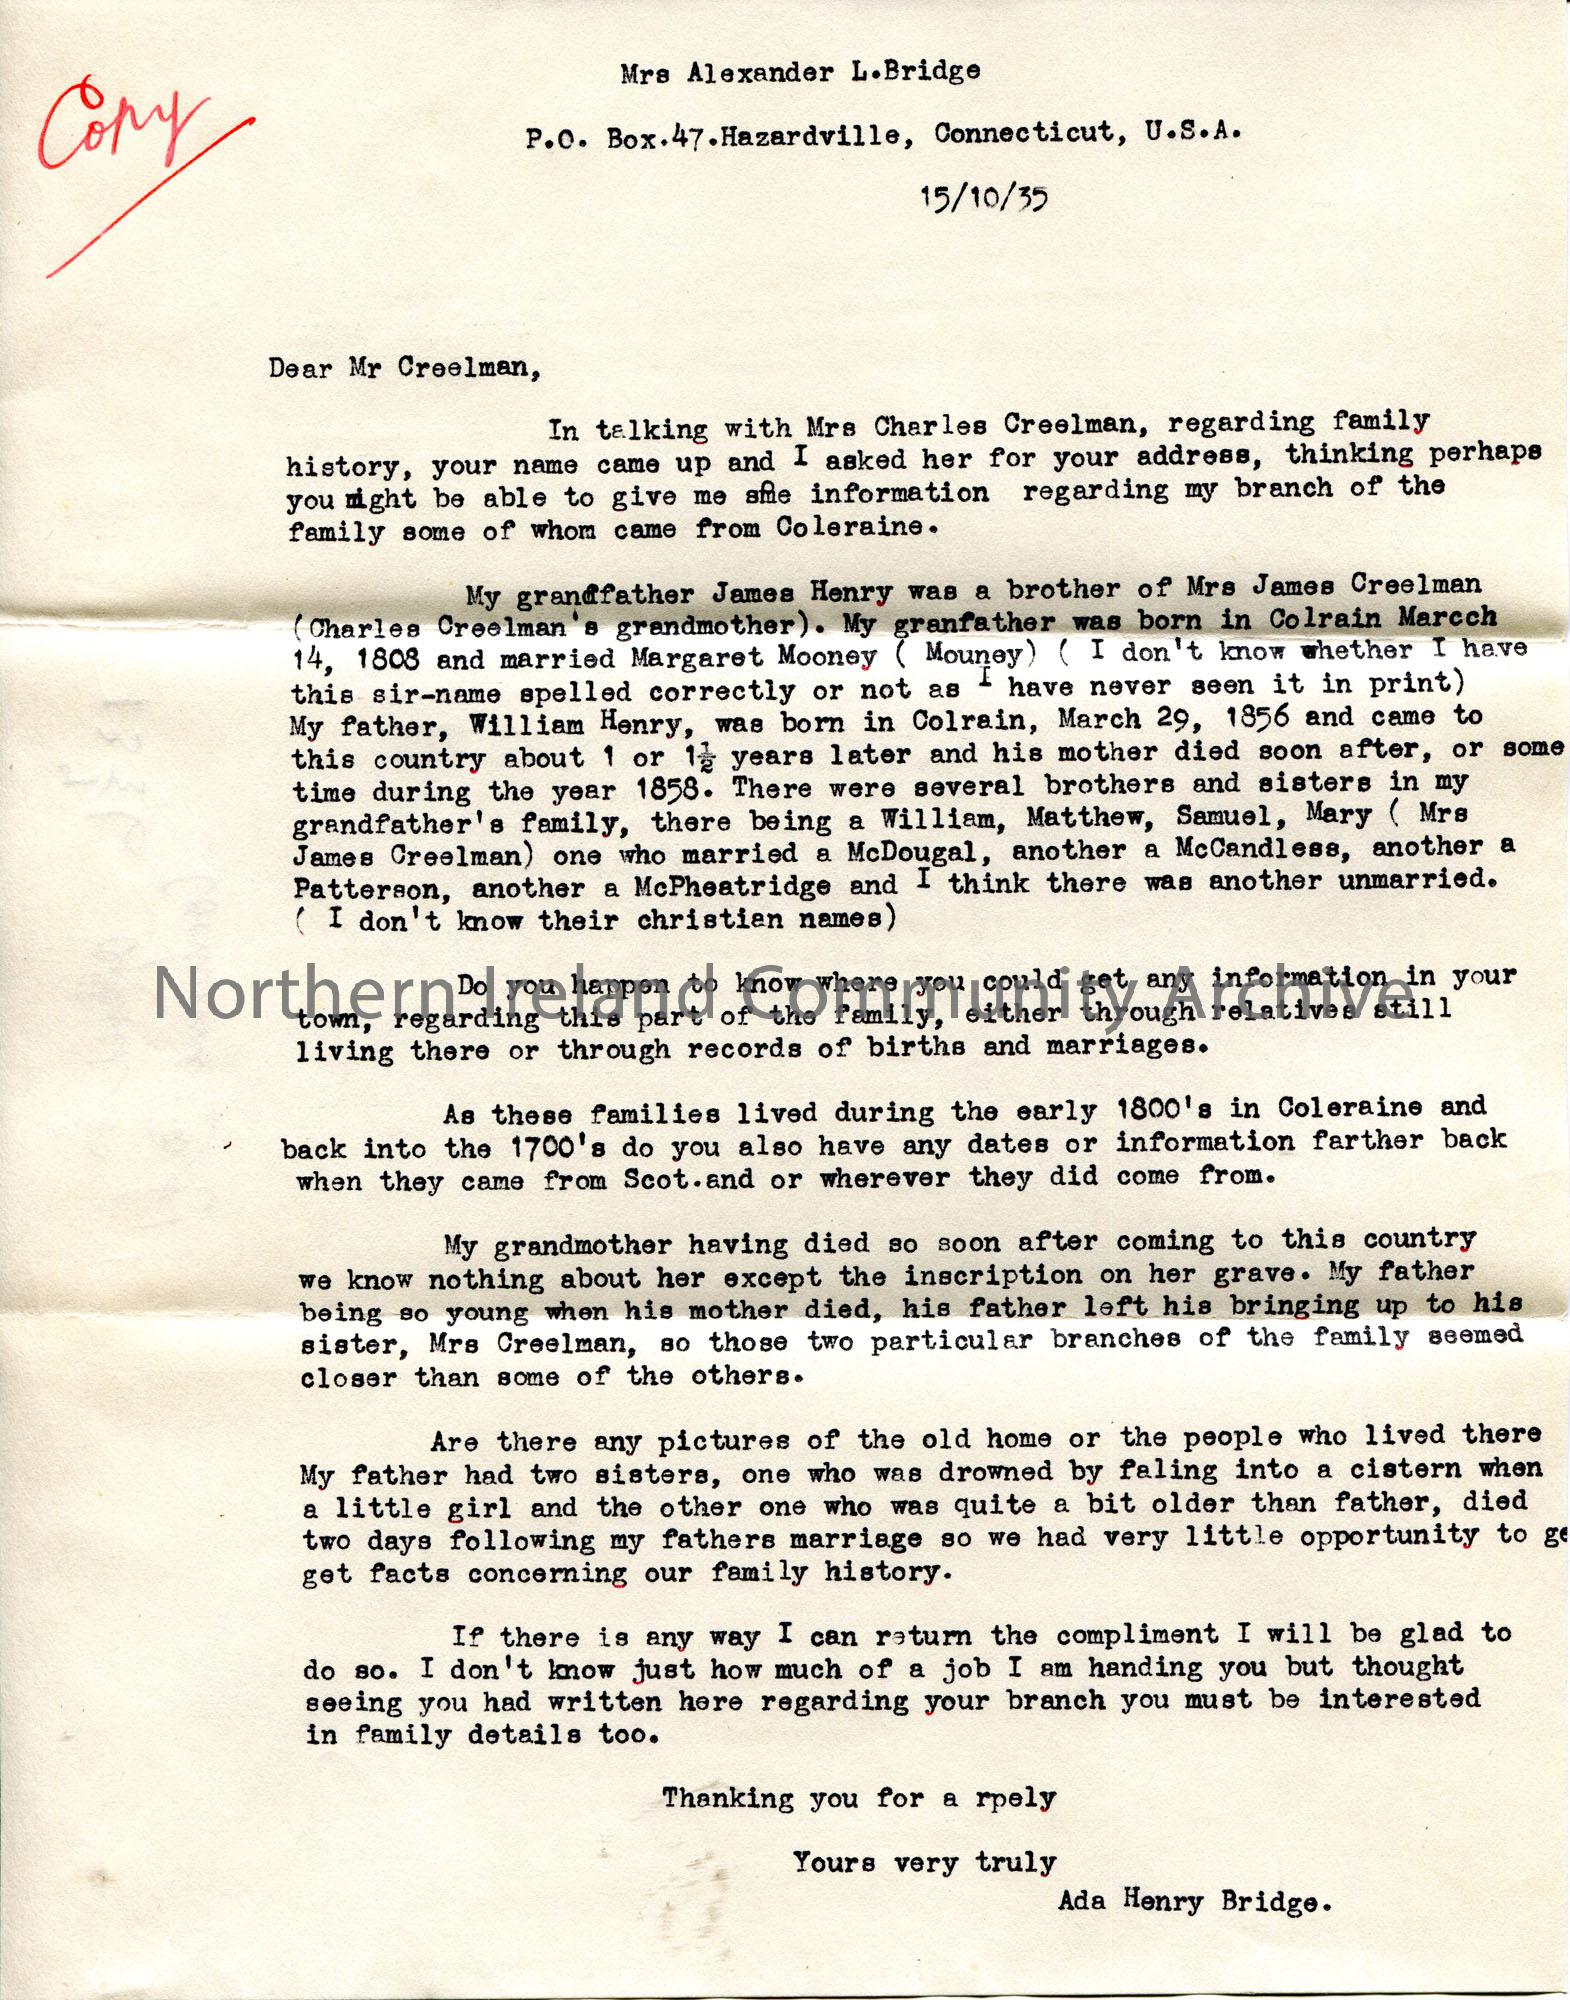 Copy
Mrs Alexander L.Bridge
P.O. Box.47.Hazardville, Connecticut, U.S.A.
15/10/35
Dear Mr Creelman,
In talking with Mrs Charles Creelman, regarding family
history, your name came up and I asked her for your address, thinking perhaps
you might be able to give me some information regarding my branch of the
family some of whom came from Coleraine.
My grandfather James Henry was a brother of Mrs James Creelman
(Charles Creelman's grandmother). My granfather was born in Colrain Marcch
14, 1808 and married Margaret Mooney ( Mouney) ( I don't know whether I have
this sir-name spelled correctly or not as I have never seen it in print)
My father, William Henry, was born in Colrain, March 29, 1856 and came to
this country about 1 or 1½ years later and his mother died soon after, or some
time during the year 1858. There were several brothers and sisters in my
grandfather's family, there being a William, Matthew, Samuel, Mary ( Mrs
James Creelman) one who married a McDougal, another a McCandless, another a
Patterson, another a McPheatridge and I think there was another unmarried.
( I don't know their christian names)
Do you happen to know where you could get any information in your
town, regarding this part of the family, either through relatives still
living there or through records of births and marriages.
Northern Ireland Community Archive
As these families lived during the early 1800's in Coleraine and
back into the 1700's do you also have any dates or information farther back
when they came from Scot.and or wherever they did come from.
My grandmother having died so soon after coming to this country
we know nothing about her except the inscription on her grave. My father
being so young when his mother died, his father left his bringing up to his
sister, Mrs Creelman, so those two particular branches of the family seemed
closer than some of the others.
Are there any pictures of the old home or the people who lived there
My father had two sisters, one who was drowned by faling into a cistern when
a little girl and the other one who was quite a bit older than father, died
two days following my fathers marriage so we had very little opportunity to ge
get facts concerning our family history.
If there is any way I can return the compliment I will be glad to
do so. I don't know just how much of a job I am handing you but thought
seeing you had written here regarding your branch you must be interested
in family details too.
Thanking you for a rpely
Yours very truly
Ada Henry Bridge.